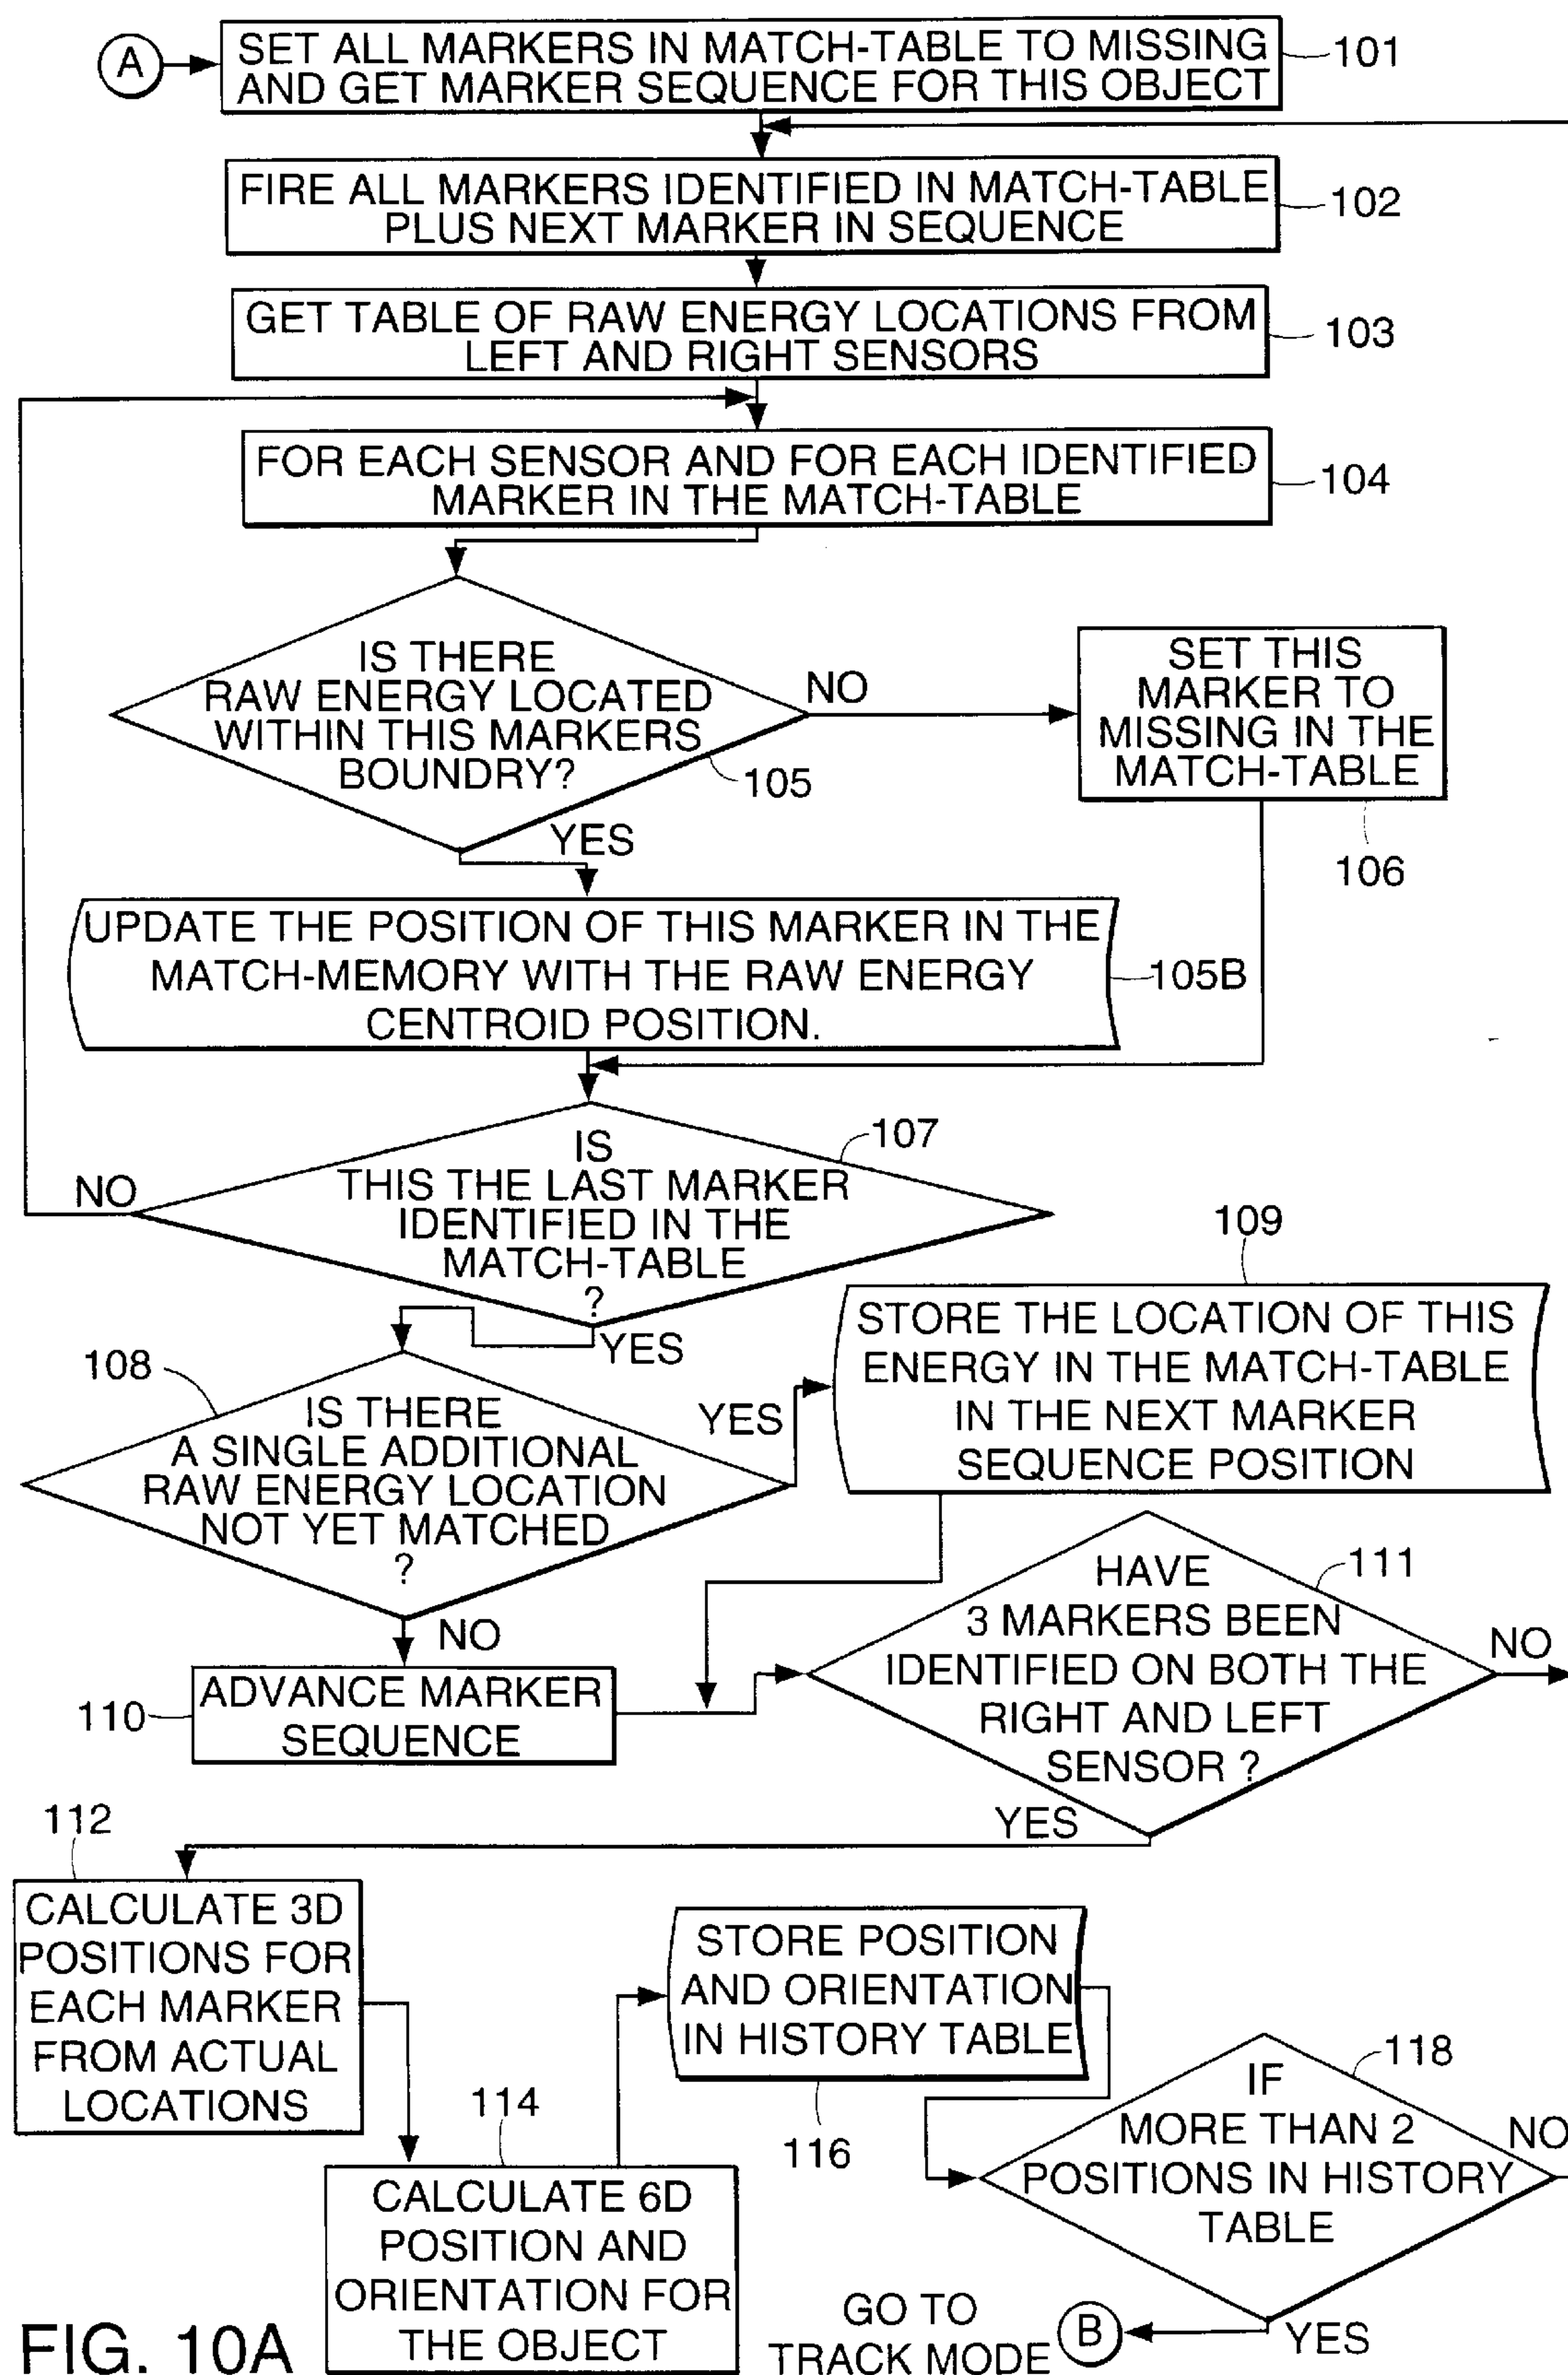 A
SET ALL MARKERS IN MATCH-TABLE TO MISSING
AND GET MARKER SEQUENCE FOR THIS OBJECT
101
FIRE ALL MARKERS IDENTIFIED IN MATCH-TABLE
PLUS NEXT MARKER IN SEQUENCE
102
GET TABLE OF RAW ENERGY LOCATIONS FROM
LEFT AND RIGHT SENSORS
103
FOR EACH SENSOR AND FOR EACH IDENTIFIED
MARKER IN THE MATCH-TABLE
104
IS THERE
RAW ENERGY LOCATED
WITHIN THIS MARKERS
BOUNDRY?
105
NO
SET THIS
MARKER TO
MISSING IN THE
MATCH-TABLE
106
YES
UPDATE THE POSITION OF THIS MARKER IN THE
MATCH-MEMORY WITH THE RAW ENERGY
CENTROID POSITION.
105B
IS
THIS THE LAST MARKER
IDENTIFIED IN THE
MATCH-TABLE
?
107
NO
YES
108
IS THERE
A SINGLE ADDITIONAL
RAW ENERGY LOCATION
NOT YET MATCHED
?
YES
109
STORE THE LOCATION OF THIS
ENERGY IN THE MATCH-TABLE
IN THE NEXT MARKER
SEQUENCE POSITION
NO
110
ADVANCE MARKER
SEQUENCE
HAVE
3 MARKERS BEEN
IDENTIFIED ON BOTH THE
RIGHT AND LEFT
SENSOR ?
111
NO
YES
112
CALCULATE 3D
POSITIONS FOR
EACH MARKER
FROM ACTUAL
LOCATIONS
114
CALCULATE 6D
POSITION AND
ORIENTATION FOR
THE OBJECT
STORE POSITION
AND ORIENTATION
IN HISTORY TABLE
116
IF
MORE THAN 2
POSITIONS IN HISTORY
TABLE
118
NO
YES
GO TO
TRACK MODE
B
FIG. 10A